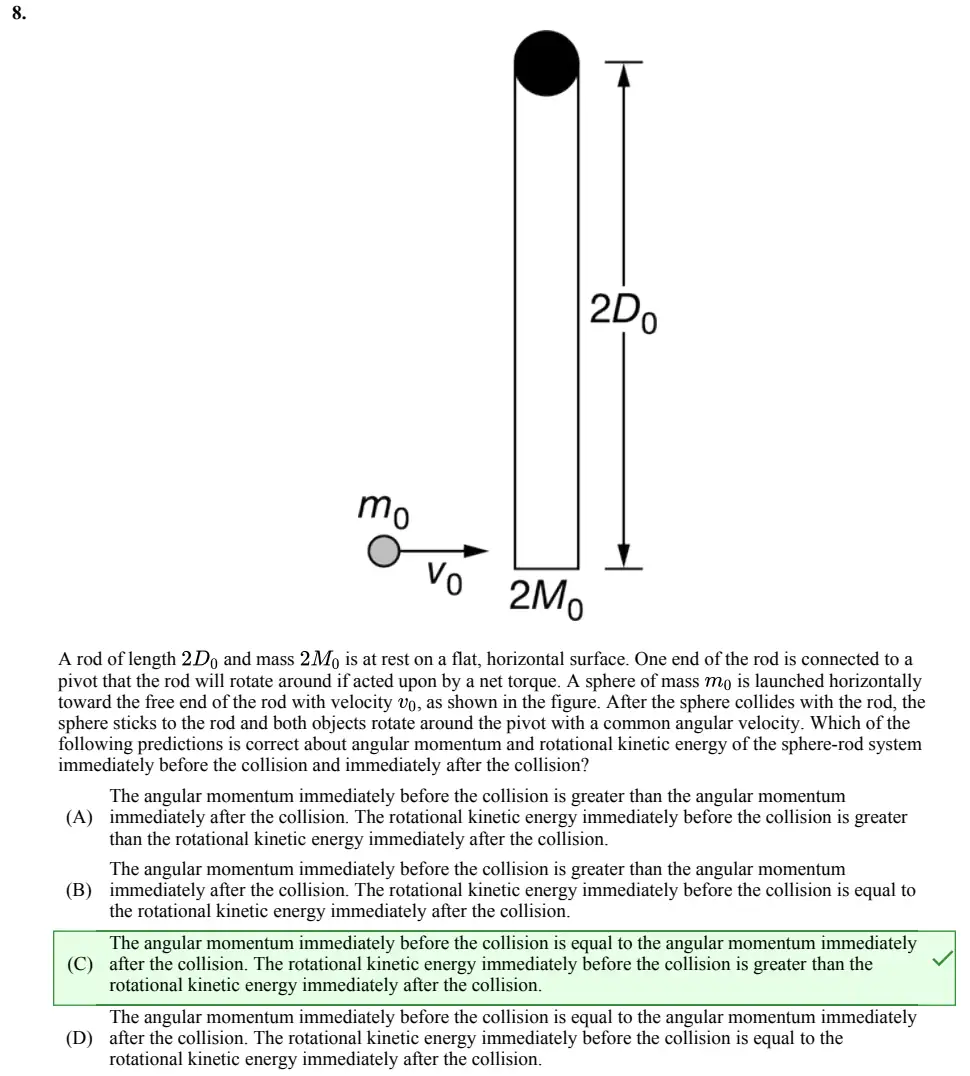 8.
2D₀
m₀
v₀
2M₀
A rod of length 2D₀ and mass 2M₀ is at rest on a flat, horizontal surface. One end of the rod is connected to a
pivot that the rod will rotate around if acted upon by a net torque. A sphere of mass m₀ is launched horizontally
toward the free end of the rod with velocity v₀, as shown in the figure. After the sphere collides with the rod, the
sphere sticks to the rod and both objects rotate around the pivot with a common angular velocity. Which of the
following predictions is correct about angular momentum and rotational kinetic energy of the sphere-rod system
immediately before the collision and immediately after the collision?
The angular momentum immediately before the collision is greater than the angular momentum
(A) immediately after the collision. The rotational kinetic energy immediately before the collision is greater
than the rotational kinetic energy immediately after the collision.
The angular momentum immediately before the collision is greater than the angular momentum
(B) immediately after the collision. The rotational kinetic energy immediately before the collision is equal to
the rotational kinetic energy immediately after the collision.
The angular momentum immediately before the collision is equal to the angular momentum immediately
(C) after the collision. The rotational kinetic energy immediately before the collision is greater than the
rotational kinetic energy immediately after the collision.
The angular momentum immediately before the collision is equal to the angular momentum immediately
(D) after the collision. The rotational kinetic energy immediately before the collision is equal to the
rotational kinetic energy immediately after the collision.